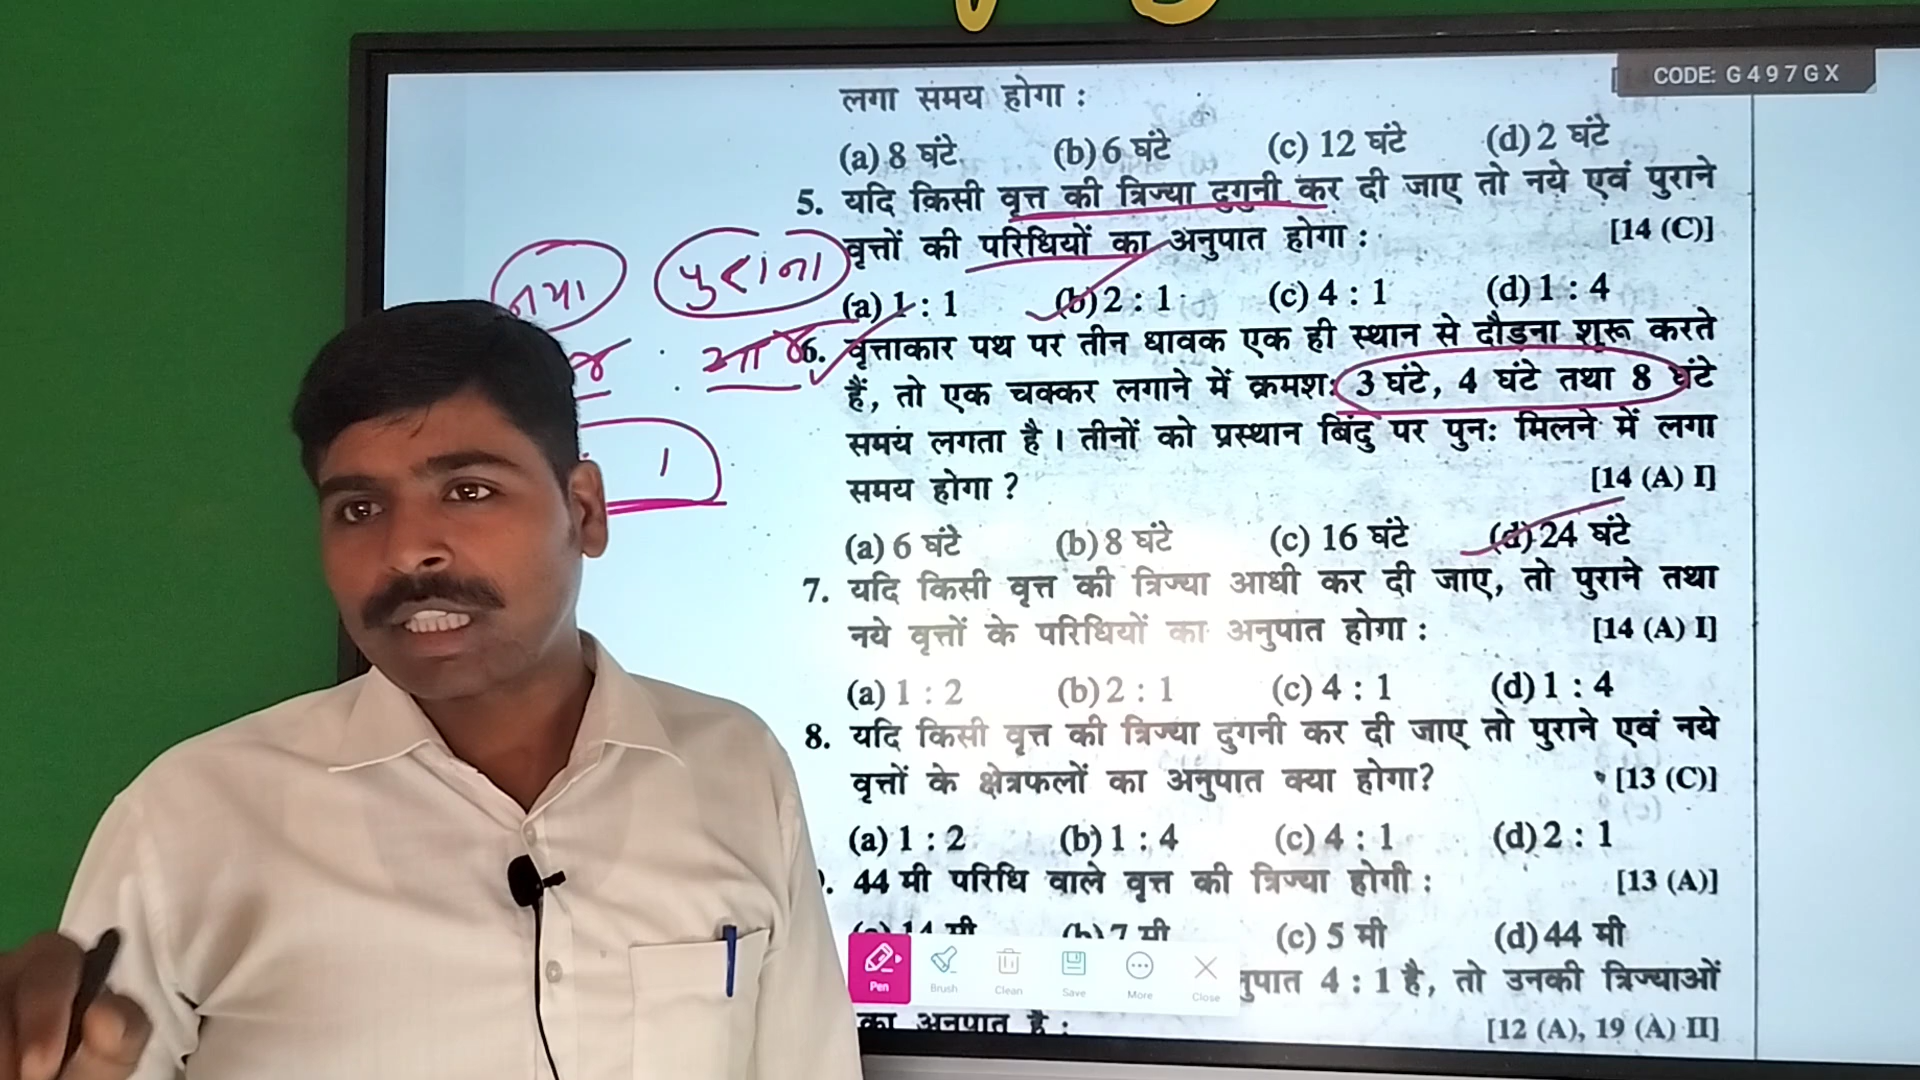 CODE: G497GX
लगा समय होगा :
(a) 8 घंटे (b) 6 घंटे (c) 12 घंटे (d) 2 घंटे
5. यदि किसी वृत्त की त्रिज्या दुगुनी कर दी जाए तो नये एवं पुराने
वृत्तों की परिधियों का अनुपात होगा : [14 (C)]
नया पुराना
(a) 1 : 1 (b) 2 : 1 (c) 4 : 1 (d) 1 : 4
6. वृत्ताकार पथ पर तीन धावक एक ही स्थान से दौड़ना शुरू करते
हैं, तो एक चक्कर लगाने में क्रमशः 3 घंटे, 4 घंटे तथा 8 घंटे
समय लगता है। तीनों को प्रस्थान बिंदु पर पुनः मिलने में लगा
: 1
समय होगा ? [14 (A) I]
(a) 6 घंटे (b) 8 घंटे (c) 16 घंटे (d) 24 घंटे
7. यदि किसी वृत्त की त्रिज्या आधी कर दी जाए, तो पुराने तथा
नये वृत्तों के परिधियों का अनुपात होगा : [14 (A) I]
(a) 1 : 2 (b) 2 : 1 (c) 4 : 1 (d) 1 : 4
8. यदि किसी वृत्त की त्रिज्या दुगनी कर दी जाए तो पुराने एवं नये
वृत्तों के क्षेत्रफलों का अनुपात क्या होगा? [13 (C)]
(a) 1 : 2 (b) 1 : 4 (c) 4 : 1 (d) 2 : 1
. 44 मी परिधि वाले वृत्त की त्रिज्या होगी : [13 (A)]
(a) 14 मी (b) 7 मी (c) 5 मी (d) 44 मी
4 : 1 है, तो उनकी त्रिज्याओं
का अनुपात है : [12 (A), 19 (A) II]
Pen Brush Clean Save More Close